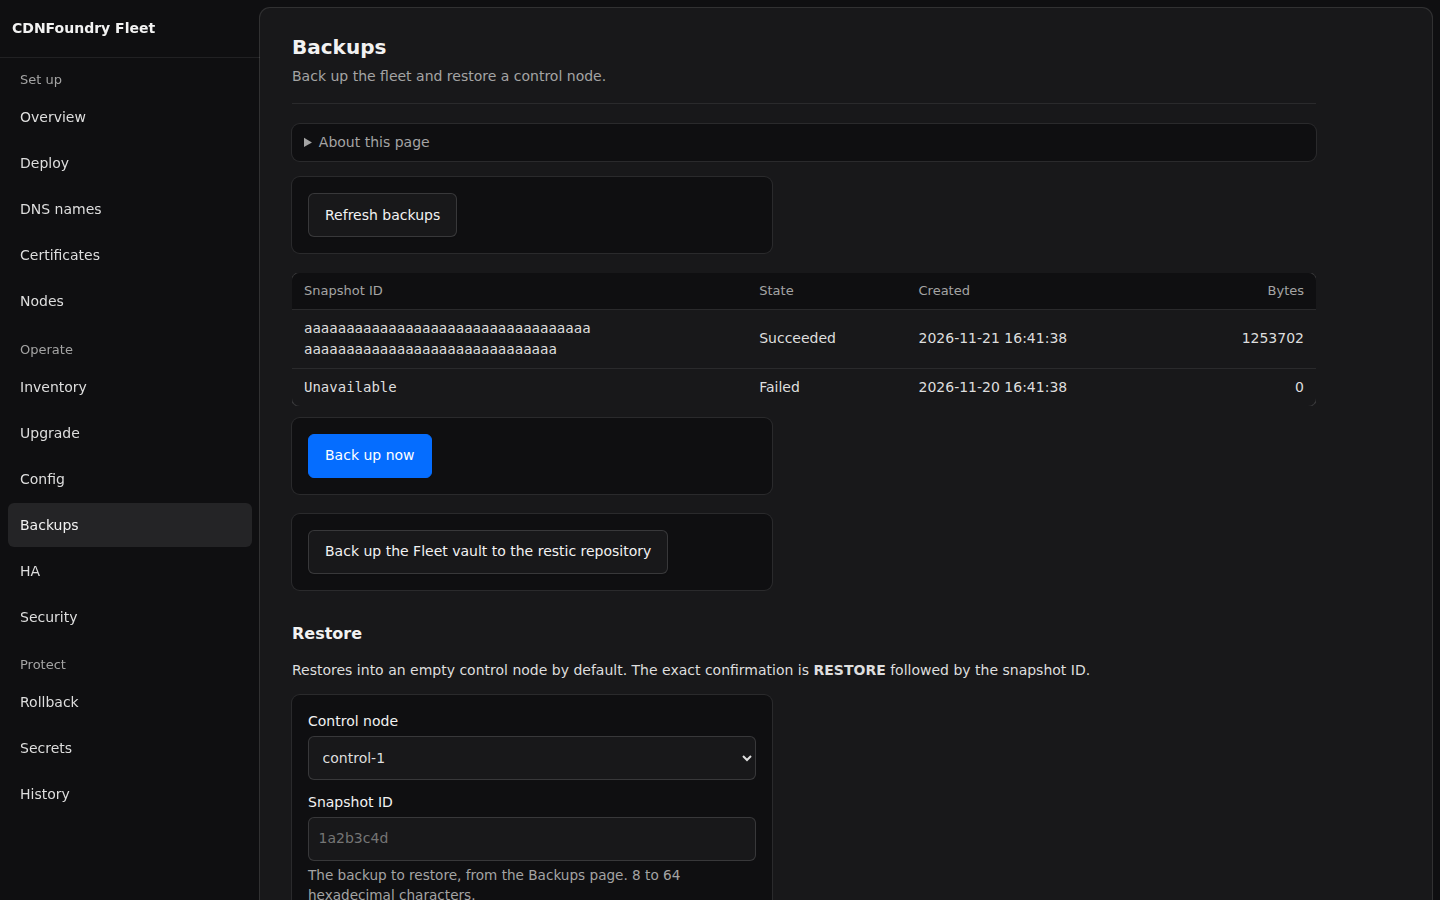 CDNFoundry Fleet
Set up
Overview
Deploy
DNS names
Certificates
Nodes
Operate
Inventory
Upgrade
Config
Backups
HA
Security
Protect
Rollback
Secrets
History
Backups
Back up the fleet and restore a control node.
About this page
Refresh backups
Snapshot ID State Created Bytes
aaaaaaaaaaaaaaaaaaaaaaaaaaaaaaaaaa
aaaaaaaaaaaaaaaaaaaaaaaaaaaaaa Succeeded 2026-11-21 16:41:38 1253702
Unavailable Failed 2026-11-20 16:41:38 0
Back up now
Back up the Fleet vault to the restic repository
Restore
Restores into an empty control node by default. The exact confirmation is RESTORE followed by the snapshot ID.
Control node
control-1
Snapshot ID
1a2b3c4d
The backup to restore, from the Backups page. 8 to 64
hexadecimal characters.